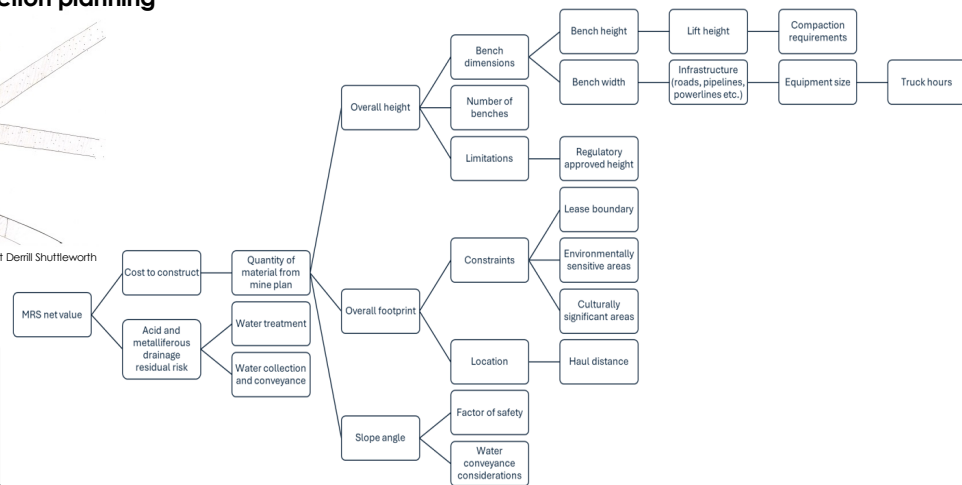 ction planning
t Derrill Shuttleworth
MRS net value
Cost to construct
Acid and
metalliferous
drainage
residual risk
Quantity of
material from
mine plan
Water treatment
Water collection
and conveyance
Overall height
Overall footprint
Slope angle
Bench
dimensions
Number of
benches
Limitations
Constraints
Location
Factor of safety
Water
conveyance
considerations
Bench height
Bench width
Regulatory
approved height
Lease boundary
Environmentally
sensitive areas
Culturally
significant areas
Haul distance
Lift height
Infrastructure
(roads, pipelines,
powerlines etc.)
Compaction
requirements
Equipment size
Truck hours